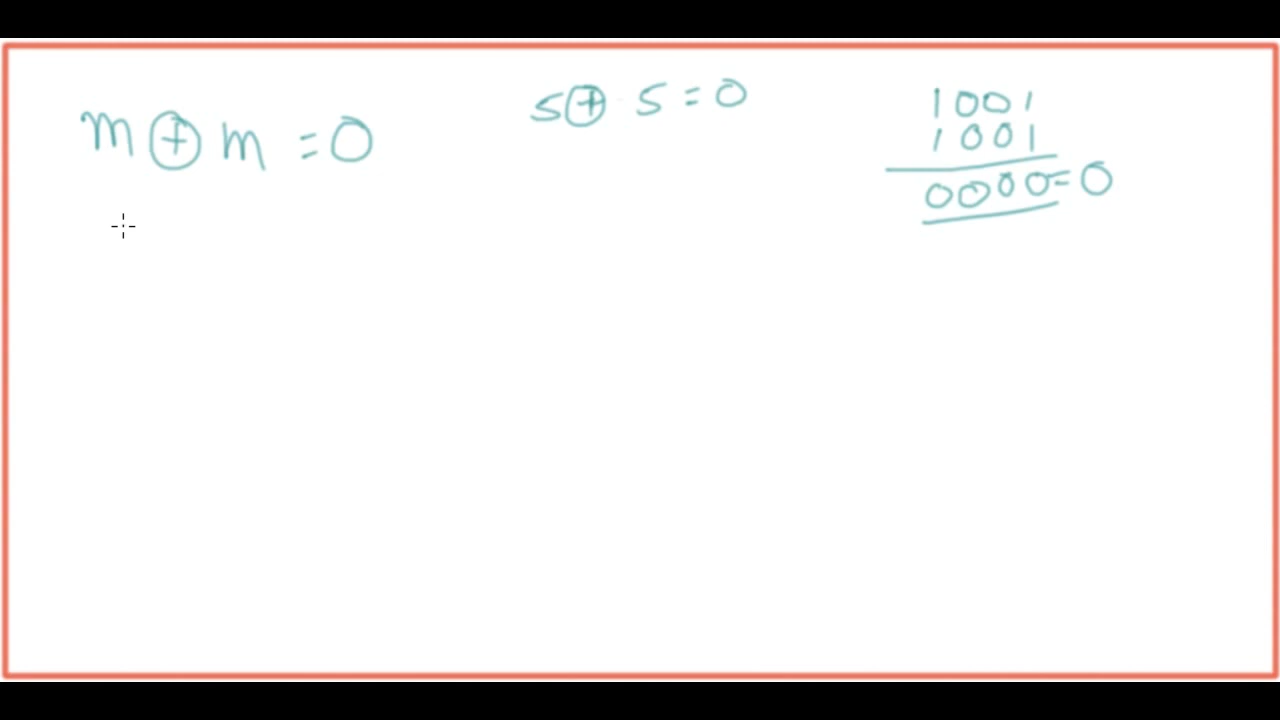 m ⊕ m = 0
5 ⊕ 5 = 0
1001
1001
0000=0